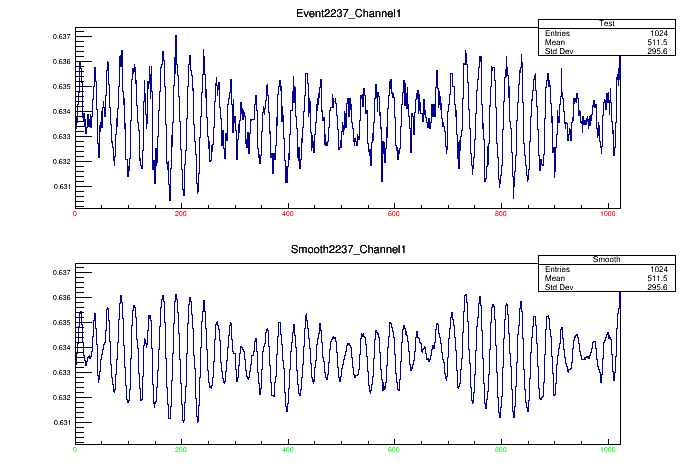 Event2237_Channel1
Test
Entries 1024
Mean 511.5
Std Dev 295.6
0.637
0.636
0.635
0.634
0.633
0.632
0.631
0 200 400 600 800 1000
Smooth2237_Channel1
Smooth
Entries 1024
Mean 511.5
Std Dev 295.6
0.637
0.636
0.635
0.634
0.633
0.632
0.631
0 200 400 600 800 1000